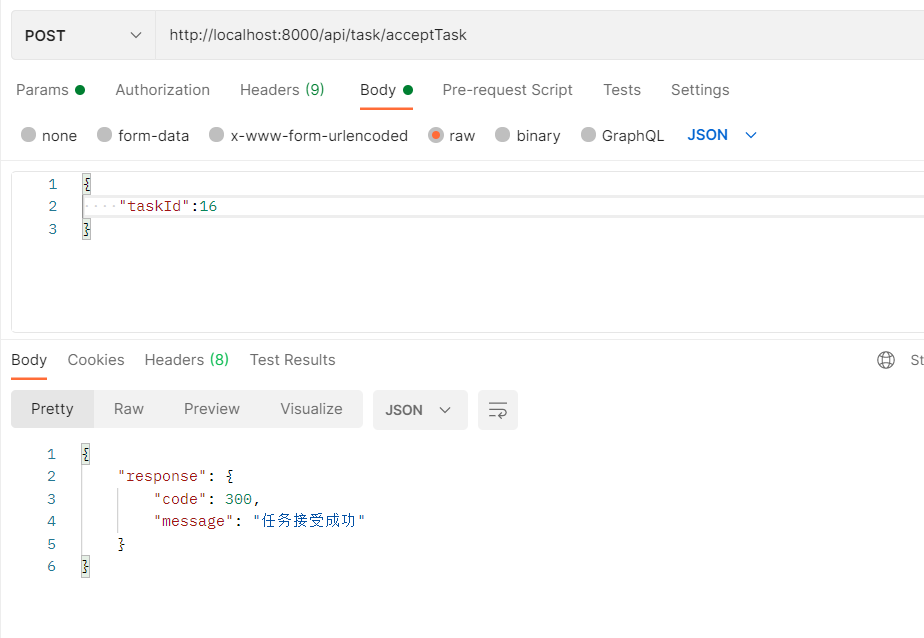 POST http://localhost:8000/api/task/acceptTask
Params Authorization Headers (9) Body Pre-request Script Tests Settings
none form-data x-www-form-urlencoded raw binary GraphQL JSON
1 {
2 "taskId":16
3 }
Body Cookies Headers (8) Test Results St
Pretty Raw Preview Visualize JSON
1 {
2 "response": {
3 "code": 300,
4 "message": "任务接受成功"
5 }
6 }